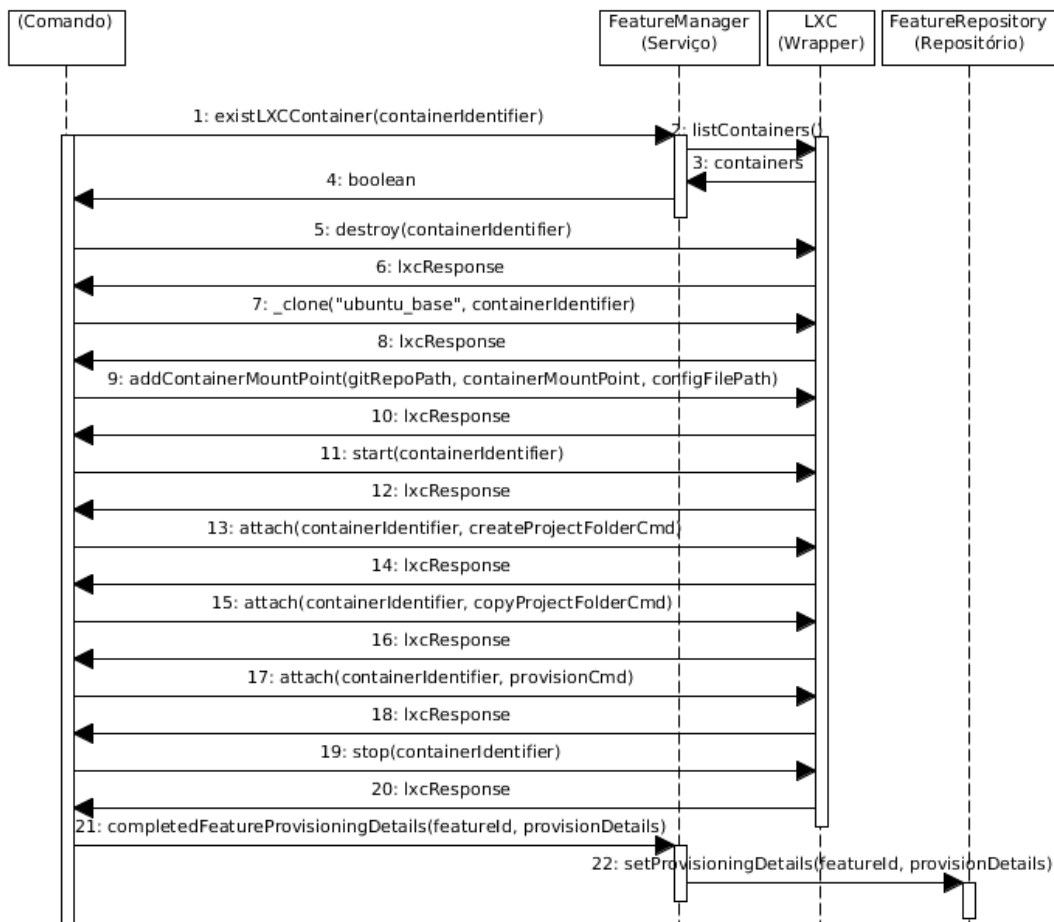 (Comando)
FeatureManager
(Serviço)
LXC
(Wrapper)
FeatureRepository
(Repositório)
1: existLXCContainer(containerIdentifier)
2: listContainers()
3: containers
4: boolean
5: destroy(containerIdentifier)
6: lxcResponse
7: _clone("ubuntu_base", containerIdentifier)
8: lxcResponse
9: addContainerMountPoint(gitRepoPath, containerMountPoint, configFilePath)
10: lxcResponse
11: start(containerIdentifier)
12: lxcResponse
13: attach(containerIdentifier, createProjectFolderCmd)
14: lxcResponse
15: attach(containerIdentifier, copyProjectFolderCmd)
16: lxcResponse
17: attach(containerIdentifier, provisionCmd)
18: lxcResponse
19: stop(containerIdentifier)
20: lxcResponse
21: completedFeatureProvisioningDetails(featureId, provisionDetails)
22: setProvisioningDetails(featureId, provisionDetails)